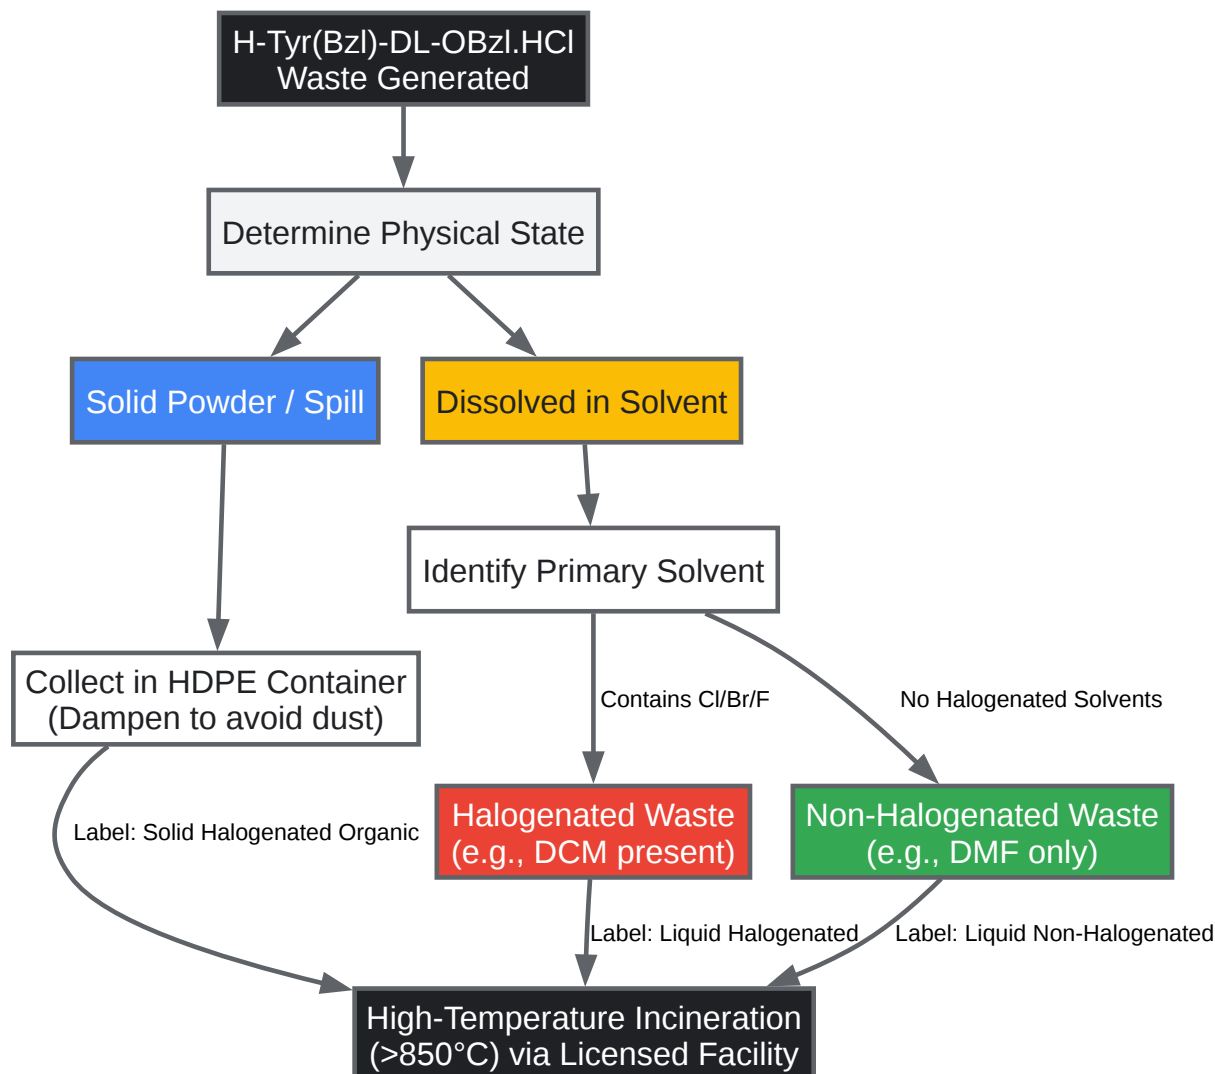 H-Tyr(Bzl)-DL-OBzl.HCl
Waste Generated
Determine Physical State
Solid Powder / Spill
Dissolved in Solvent
Identify Primary Solvent
Collect in HDPE Container
(Dampen to avoid dust)
Contains Cl/Br/F
No Halogenated Solvents
Halogenated Waste
(e.g., DCM present)
Non-Halogenated Waste
(e.g., DMF only)
Label: Solid Halogenated Organic
Label: Liquid Halogenated
Label: Liquid Non-Halogenated
High-Temperature Incineration
(>850°C) via Licensed Facility